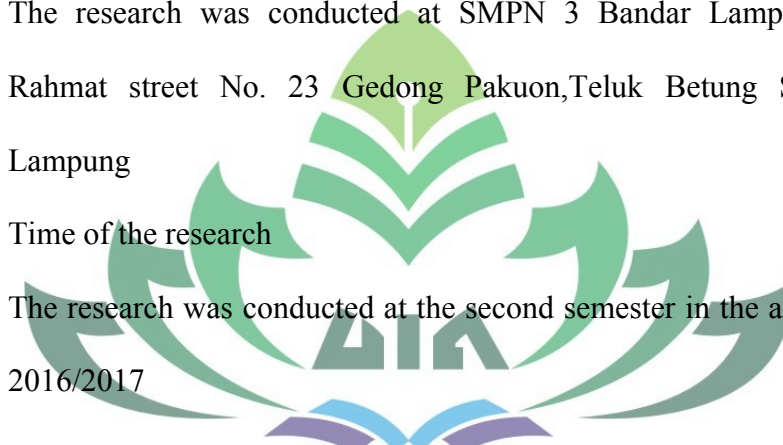 The research was conducted at SMPN 3 Bandar Lamp
Rahmat street No. 23 Gedong Pakuon,Teluk Betung S
Lampung
Time of the research
The research was conducted at the second semester in the a
2016/2017
UIN